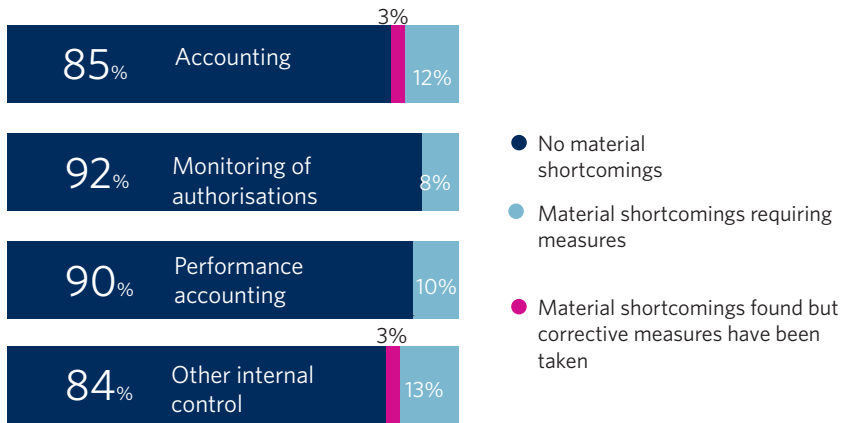 3%
85% Accounting 12%
92% Monitoring of
authorisations 8%
90% Performance
accounting 10%
3%
84% Other internal
control 13%
No material
shortcomings
Material shortcomings requiring
measures
Material shortcomings found but
corrective measures have been
taken